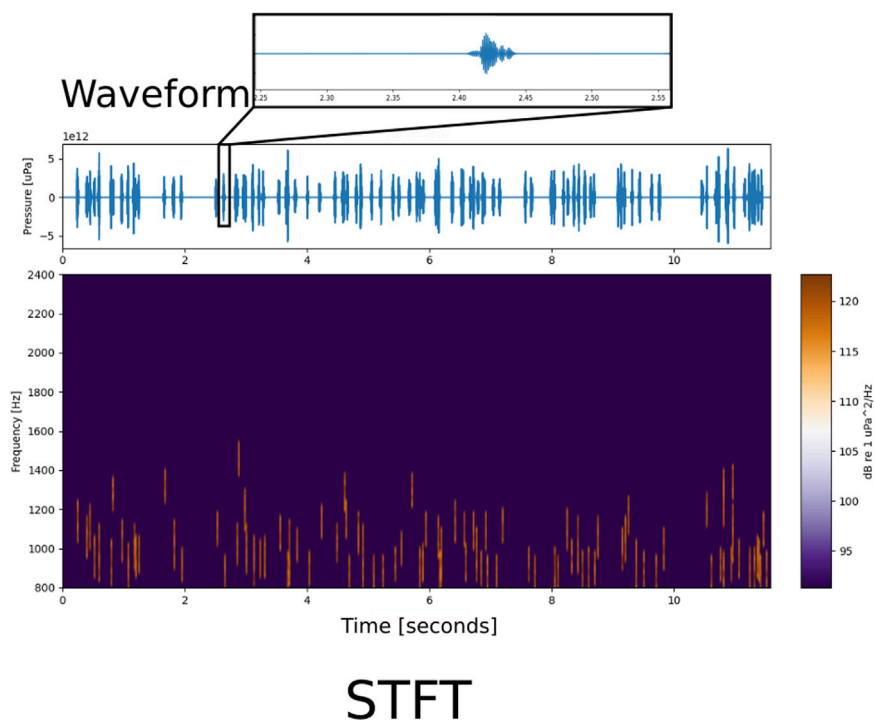 2.25 2.30 2.35 2.40 2.45 2.50 2.55
Waveform
1e12
Pressure [uPa]
5
0
−5
0 2 4 6 8 10
Frequency [Hz]
2400
2200
2000
1800
1600
1400
1200
1000
800
0 2 4 6 8 10
Time [seconds]
120
115
110
105
100
95
dB re 1 uPa^2/Hz
STFT